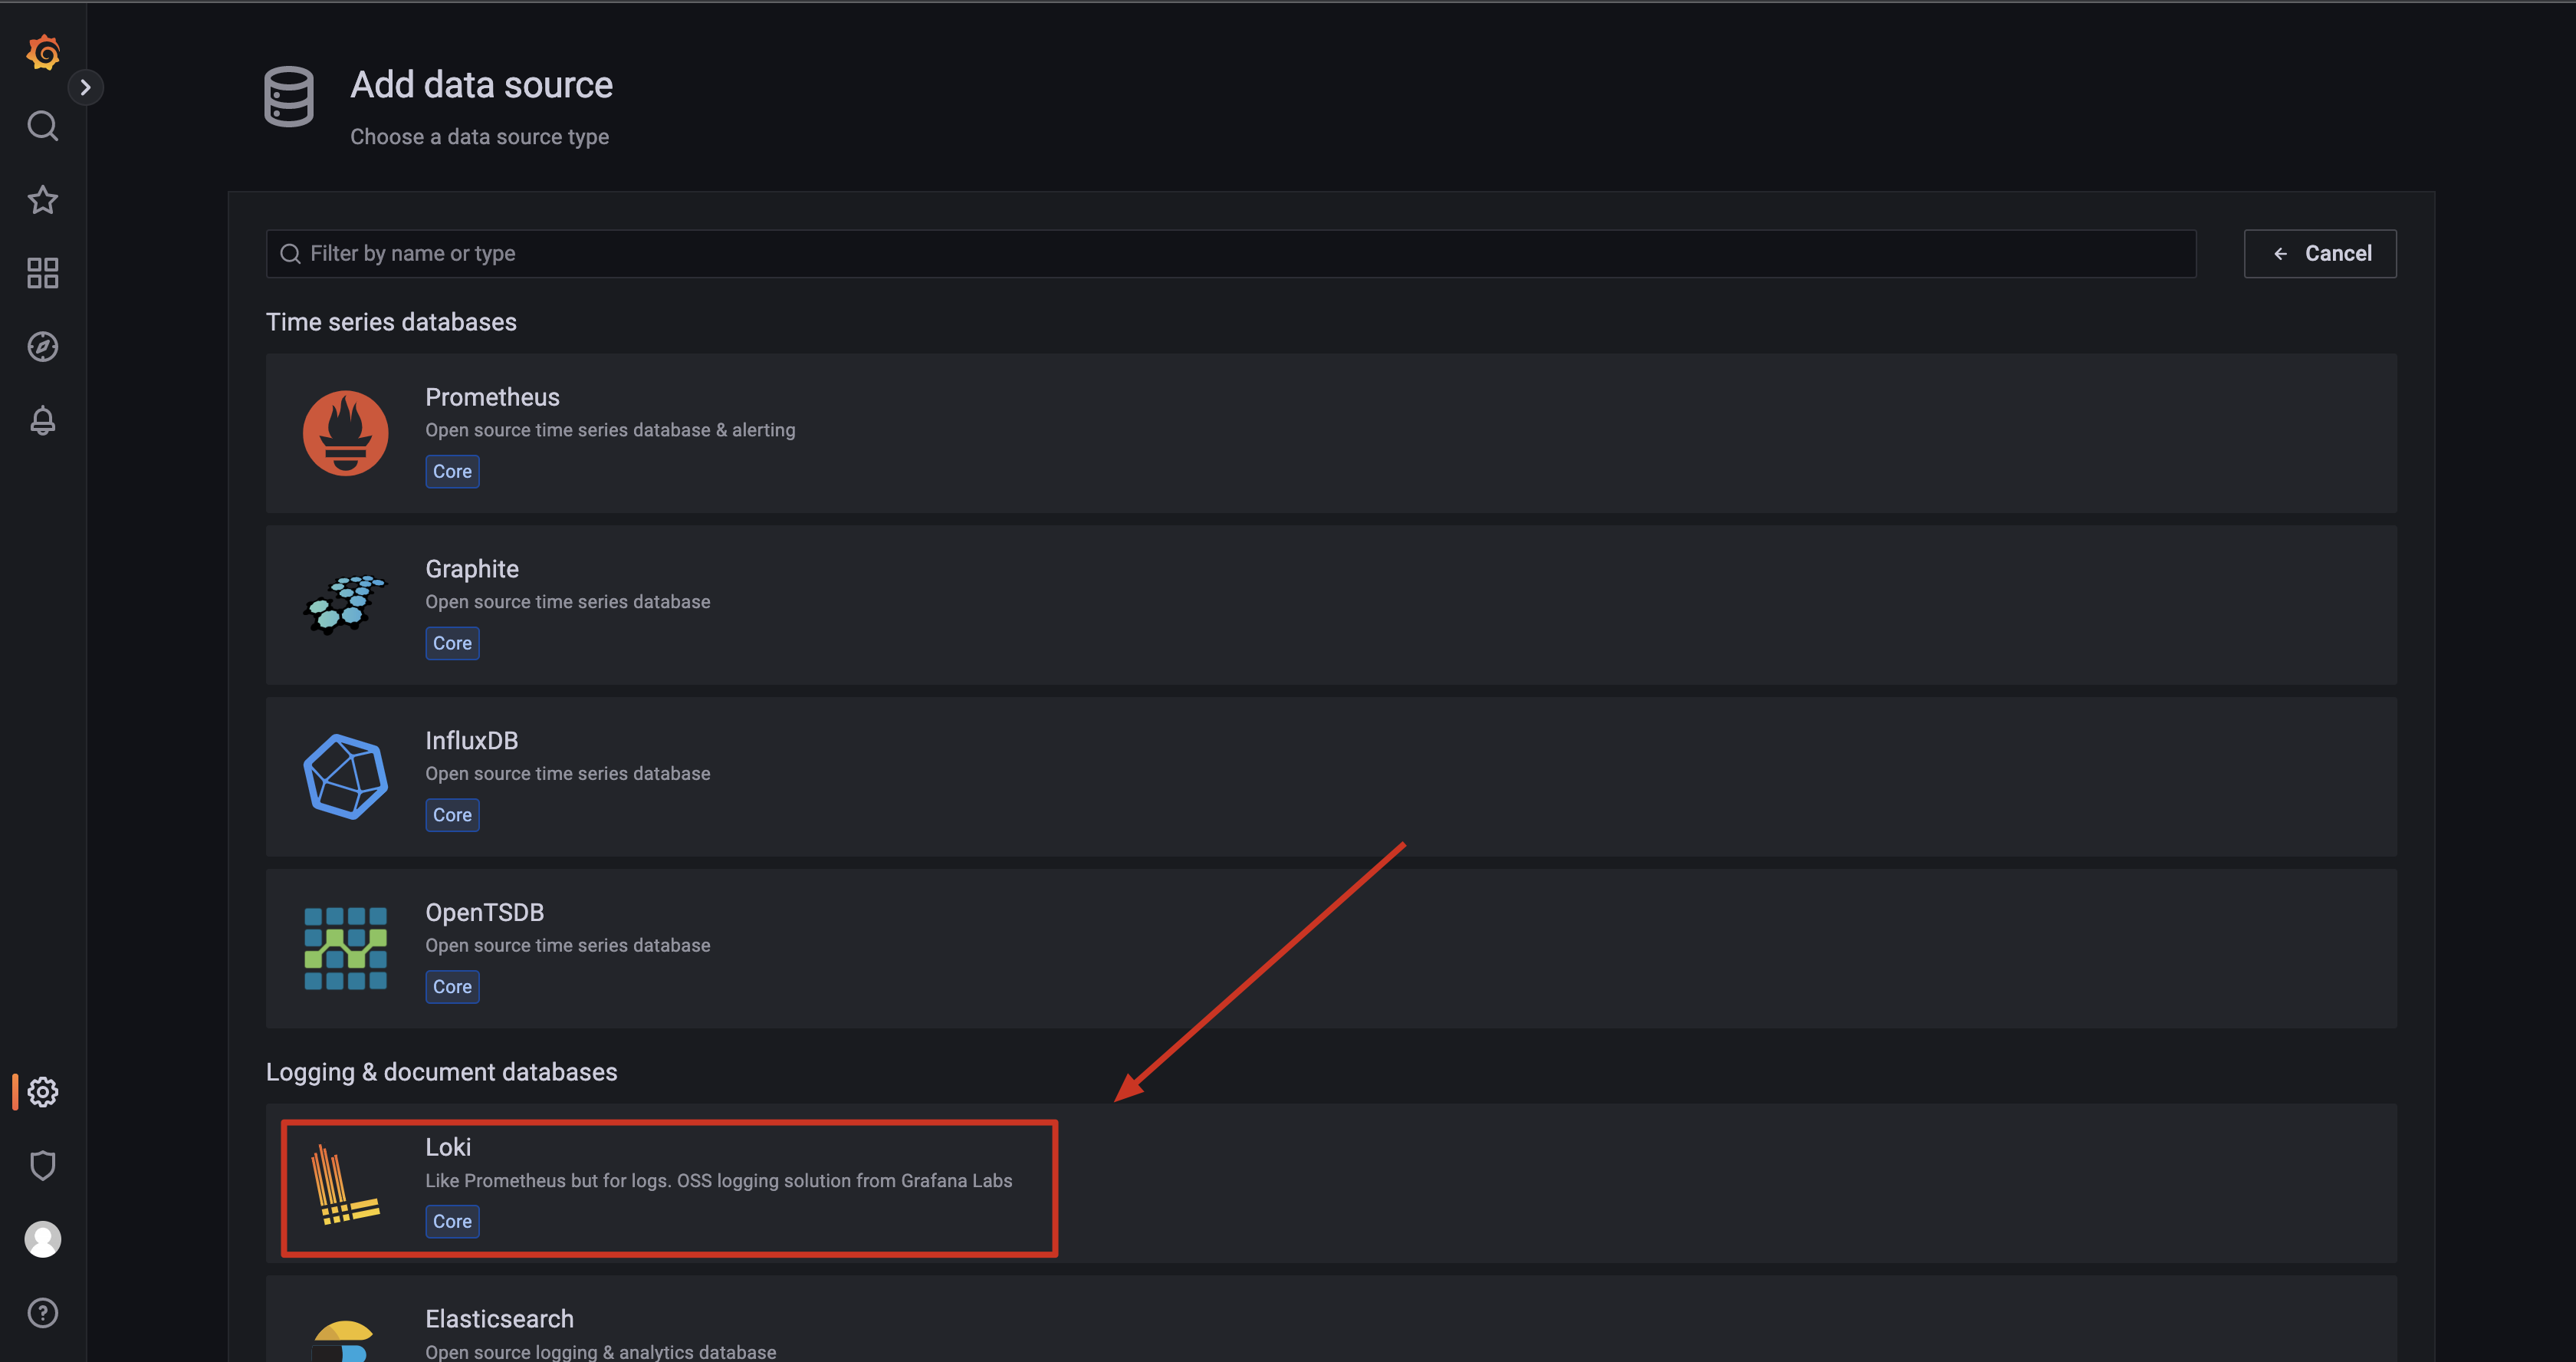 Add data source
Choose a data source type
Filter by name or type
Cancel
Time series databases
Prometheus
Open source time series database & alerting
Core
Graphite
Open source time series database
Core
InfluxDB
Open source time series database
Core
OpenTSDB
Open source time series database
Core
Logging & document databases
Loki
Like Prometheus but for logs. OSS logging solution from Grafana Labs
Core
Elasticsearch
Open source logging & analytics database